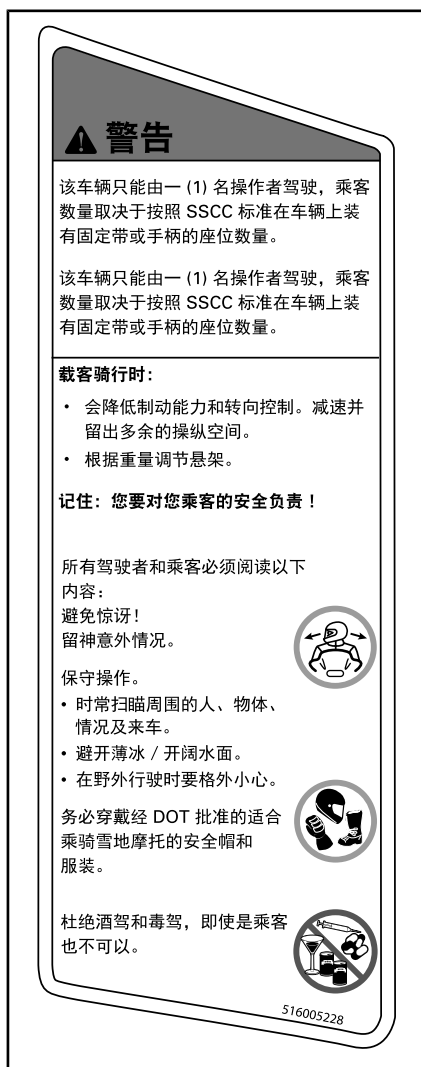 警告
该车辆只能由一 (1) 名操作者驾驶，乘客
数量取决于按照 SSCC 标准在车辆上装
有固定带或手柄的座位数量。
该车辆只能由一 (1) 名操作者驾驶，乘客
数量取决于按照 SSCC 标准在车辆上装
有固定带或手柄的座位数量。
载客骑行时：
• 会降低制动能力和转向控制。减速并
留出多余的操纵空间。
• 根据重量调节悬架。
记住：您要对您乘客的安全负责！
所有驾驶者和乘客必须阅读以下
内容：
避免惊讶！
留神意外情况。
保守操作。
• 时常扫瞄周围的人、物体、
情况及来车。
• 避开薄冰 / 开阔水面。
• 在野外行驶时要格外小心。
务必穿戴经 DOT 批准的适合
乘骑雪地摩托的安全帽和
服装。
杜绝酒驾和毒驾，即使是乘客
也不可以。
516005228